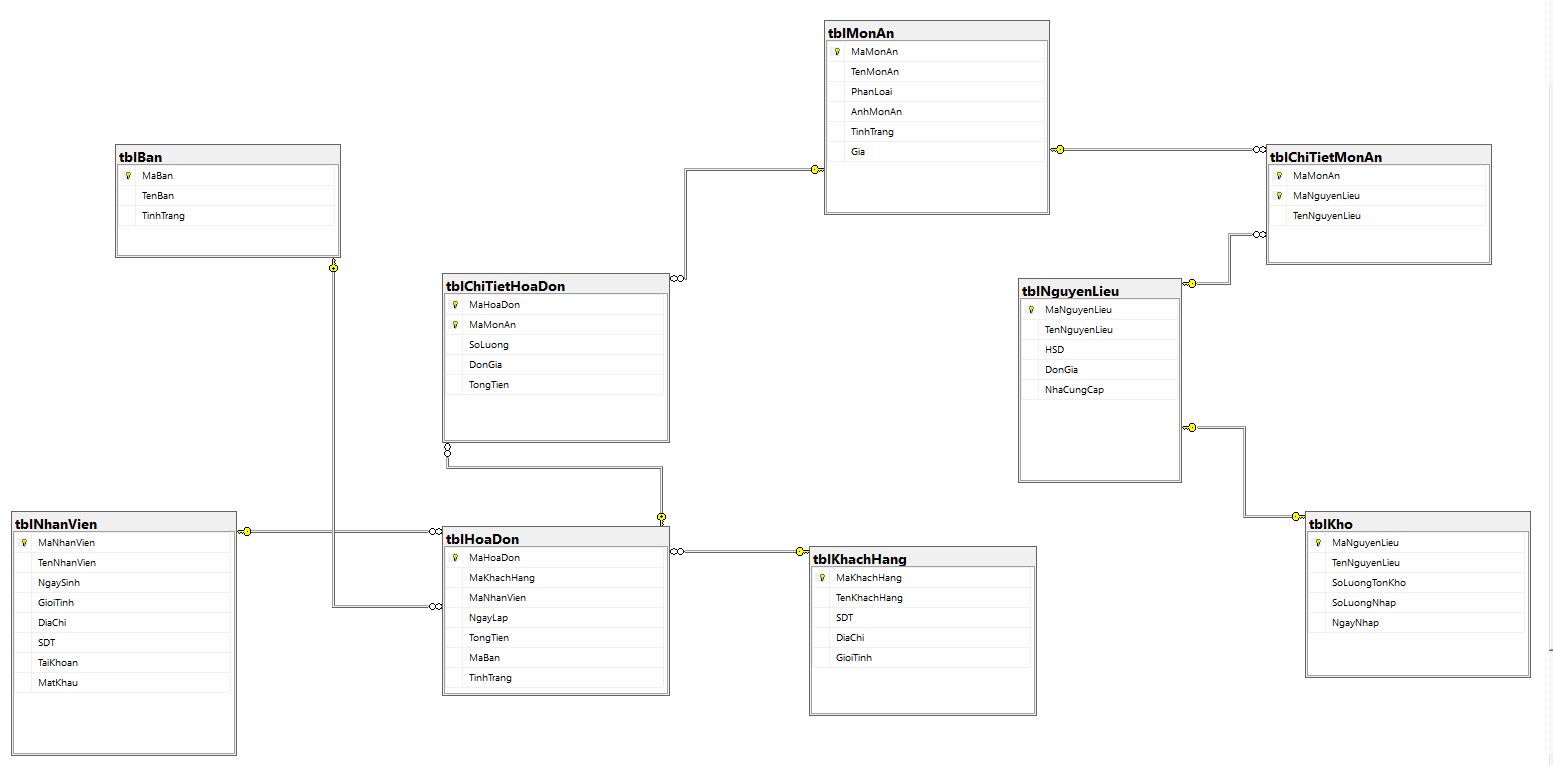 tblMonAn
MaMonAn
TenMonAn
PhanLoai
AnhMonAn
TinhTrang
Gia
tblBan
MaBan
TenBan
TinhTrang
tblChiTietMonAn
MaMonAn
MaNguyenLieu
TenNguyenLieu
tblChiTietHoaDon
MaHoaDon
MaMonAn
SoLuong
DonGia
TongTien
tblNguyenLieu
MaNguyenLieu
TenNguyenLieu
HSD
DonGia
NhaCungCap
tblNhanVien
MaNhanVien
TenNhanVien
NgaySinh
GioiTinh
DiaChi
SDT
TaiKhoan
MatKhau
tblHoaDon
MaHoaDon
MaKhachHang
MaNhanVien
NgayLap
TongTien
MaBan
TinhTrang
tblKhachHang
MaKhachHang
TenKhachHang
SDT
DiaChi
GioiTinh
tblKho
MaNguyenLieu
TenNguyenLieu
SoLuongTonKho
SoLuongNhap
NgayNhap